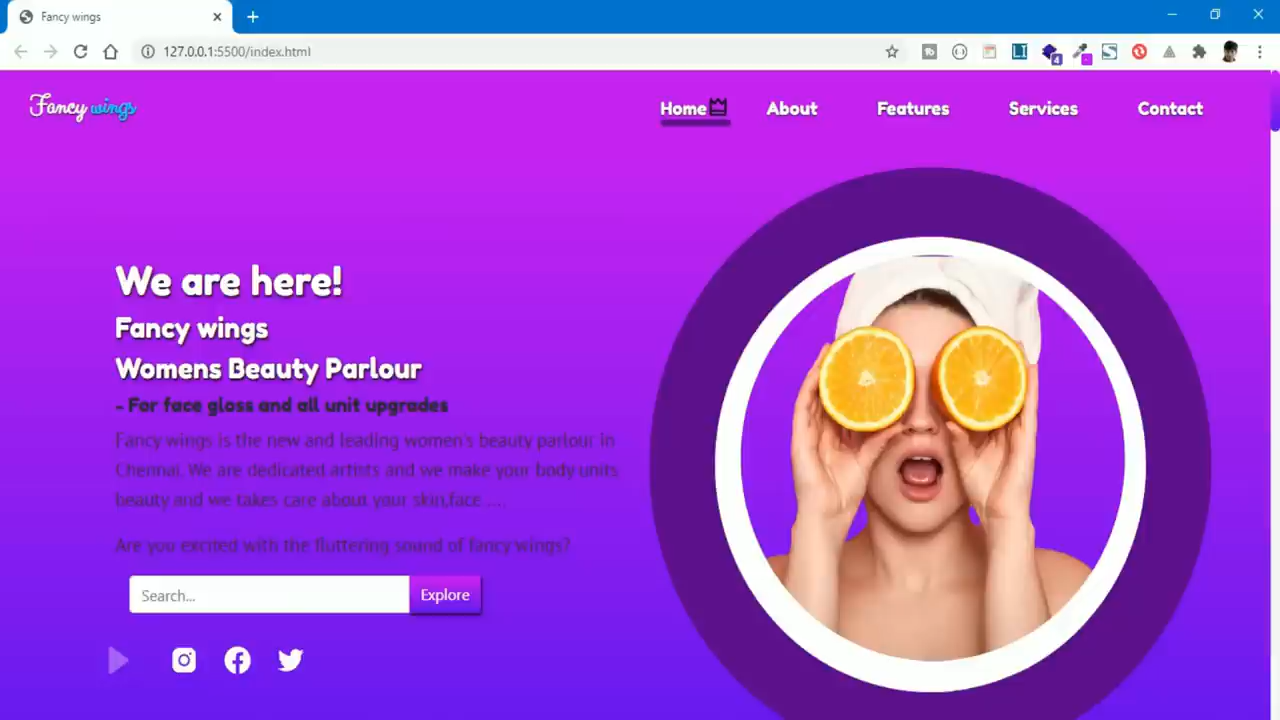 Fancy wings
127.0.0.1:5500/index.html
LI
4
Fancy wings
Home
About
Features
Services
Contact
We are here!
Fancy wings
Womens Beauty Parlour
- For face gloss and all unit upgrades
Fancy wings is the new and leading women's beauty parlour in
Chennai. We are dedicated artists and we make your body units
beauty and we takes care about your skin,face ....
Are you excited with the fluttering sound of fancy wings?
Search...
Explore